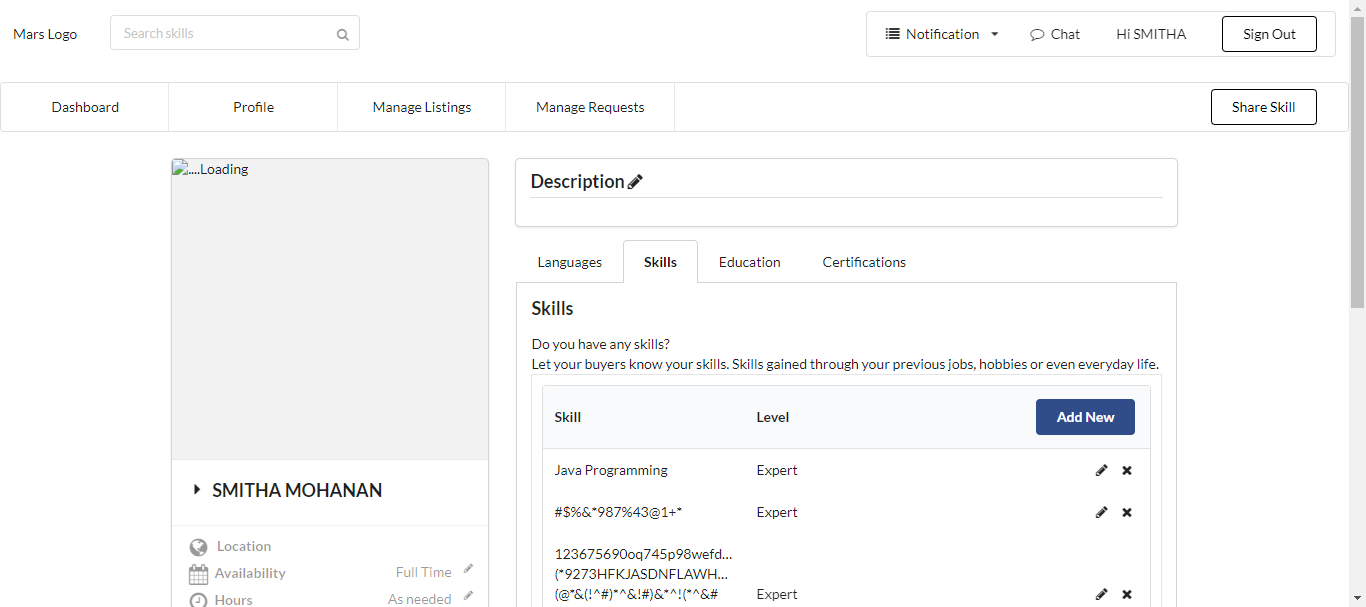 Mars Logo
Search skills
Notification
Chat
Hi SMITHA
Sign Out
Dashboard
Profile
Manage Listings
Manage Requests
Share Skill
....Loading
Description
Languages
Skills
Education
Certifications
Skills
Do you have any skills?
Let your buyers know your skills. Skills gained through your previous jobs, hobbies or even everyday life.
Skill
Level
Add New
Java Programming
Expert
#$%&*987%43@1+*
Expert
123675690oq745p98wefd...
(*9273HFKJASDNFLAWH...
(@*&(!^#)*^&!#)&*^!(*^&#
Expert
SMITHA MOHANAN
Location
Availability
Full Time
Hours
As needed